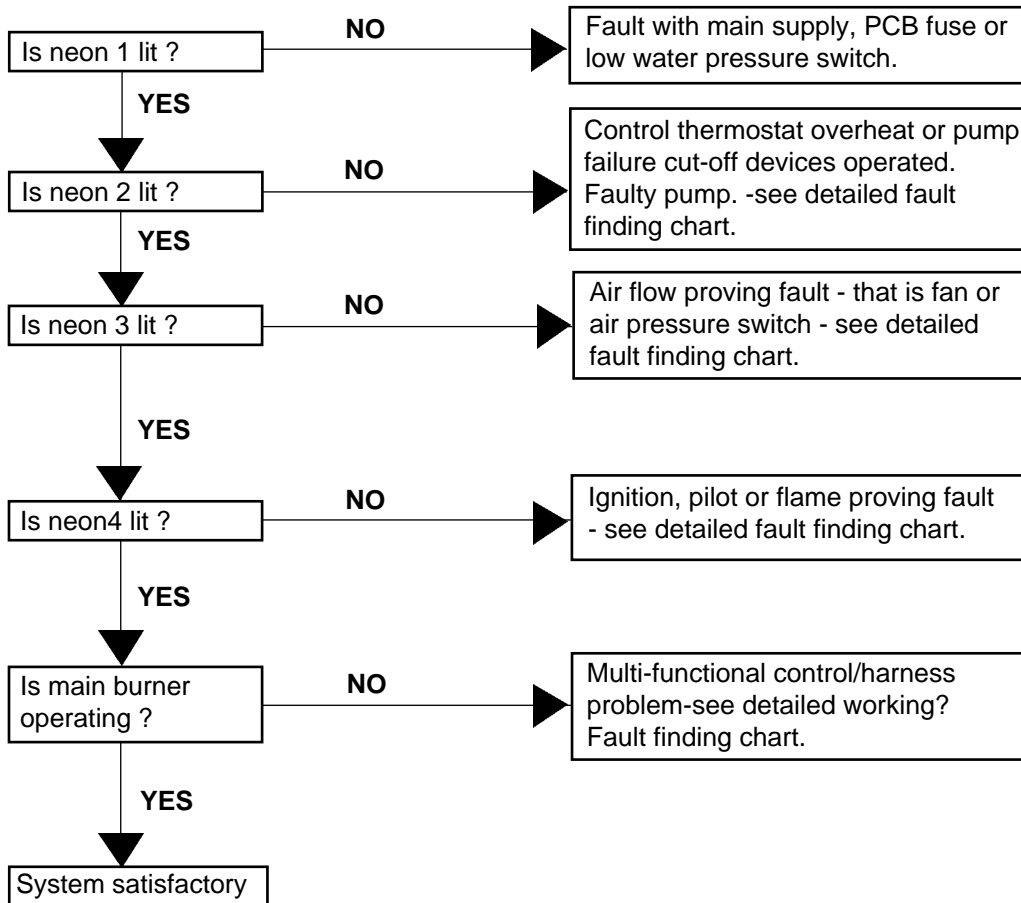 Is neon 1 lit ?
NO
Fault with main supply, PCB fuse or
low water pressure switch.
YES
Is neon 2 lit ?
NO
Control thermostat overheat or pump
failure cut-off devices operated.
Faulty pump. -see detailed fault
finding chart.
YES
Is neon 3 lit ?
NO
Air flow proving fault - that is fan or
air pressure switch - see detailed
fault finding chart.
YES
Is neon4 lit ?
NO
Ignition, pilot or flame proving fault
- see detailed fault finding chart.
YES
Is main burner
operating ?
NO
Multi-functional control/harness
problem-see detailed working?
Fault finding chart.
YES
System satisfactory